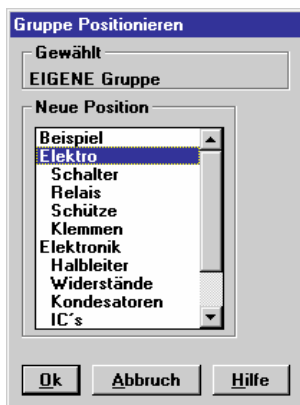 Gruppe Positionieren
Gewählt
EIGENE Gruppe
Neue Position
Beispiel
Elektro
Schalter
Relais
Schütze
Klemmen
Elektronik
Halbleiter
Widerstände
Kondesatoren
IC´s
Ok Abbruch Hilfe